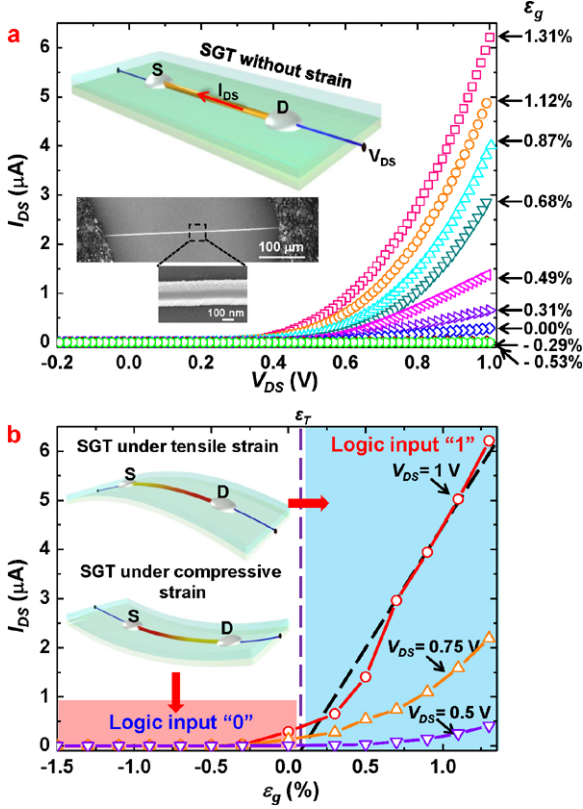 a
SGT without strain
S
I_DS
D
V_DS
100 μm
100 nm
I_DS (μA)
6
5
4
3
2
1
0
-0.2 0.0 0.2 0.4 0.6 0.8 1.0
V_DS (V)
ε_g
1.31%
1.12%
0.87%
0.68%
0.49%
0.31%
0.00%
- 0.29%
- 0.53%
b
ε_T
SGT under tensile strain
S
D
SGT under compressive
strain
S
D
Logic input “0”
Logic input “1”
V_DS= 1 V
V_DS= 0.75 V
V_DS= 0.5 V
I_DS (μA)
6
5
4
3
2
1
0
-1.5 -1.0 -0.5 0.0 0.5 1.0
ε_g (%)